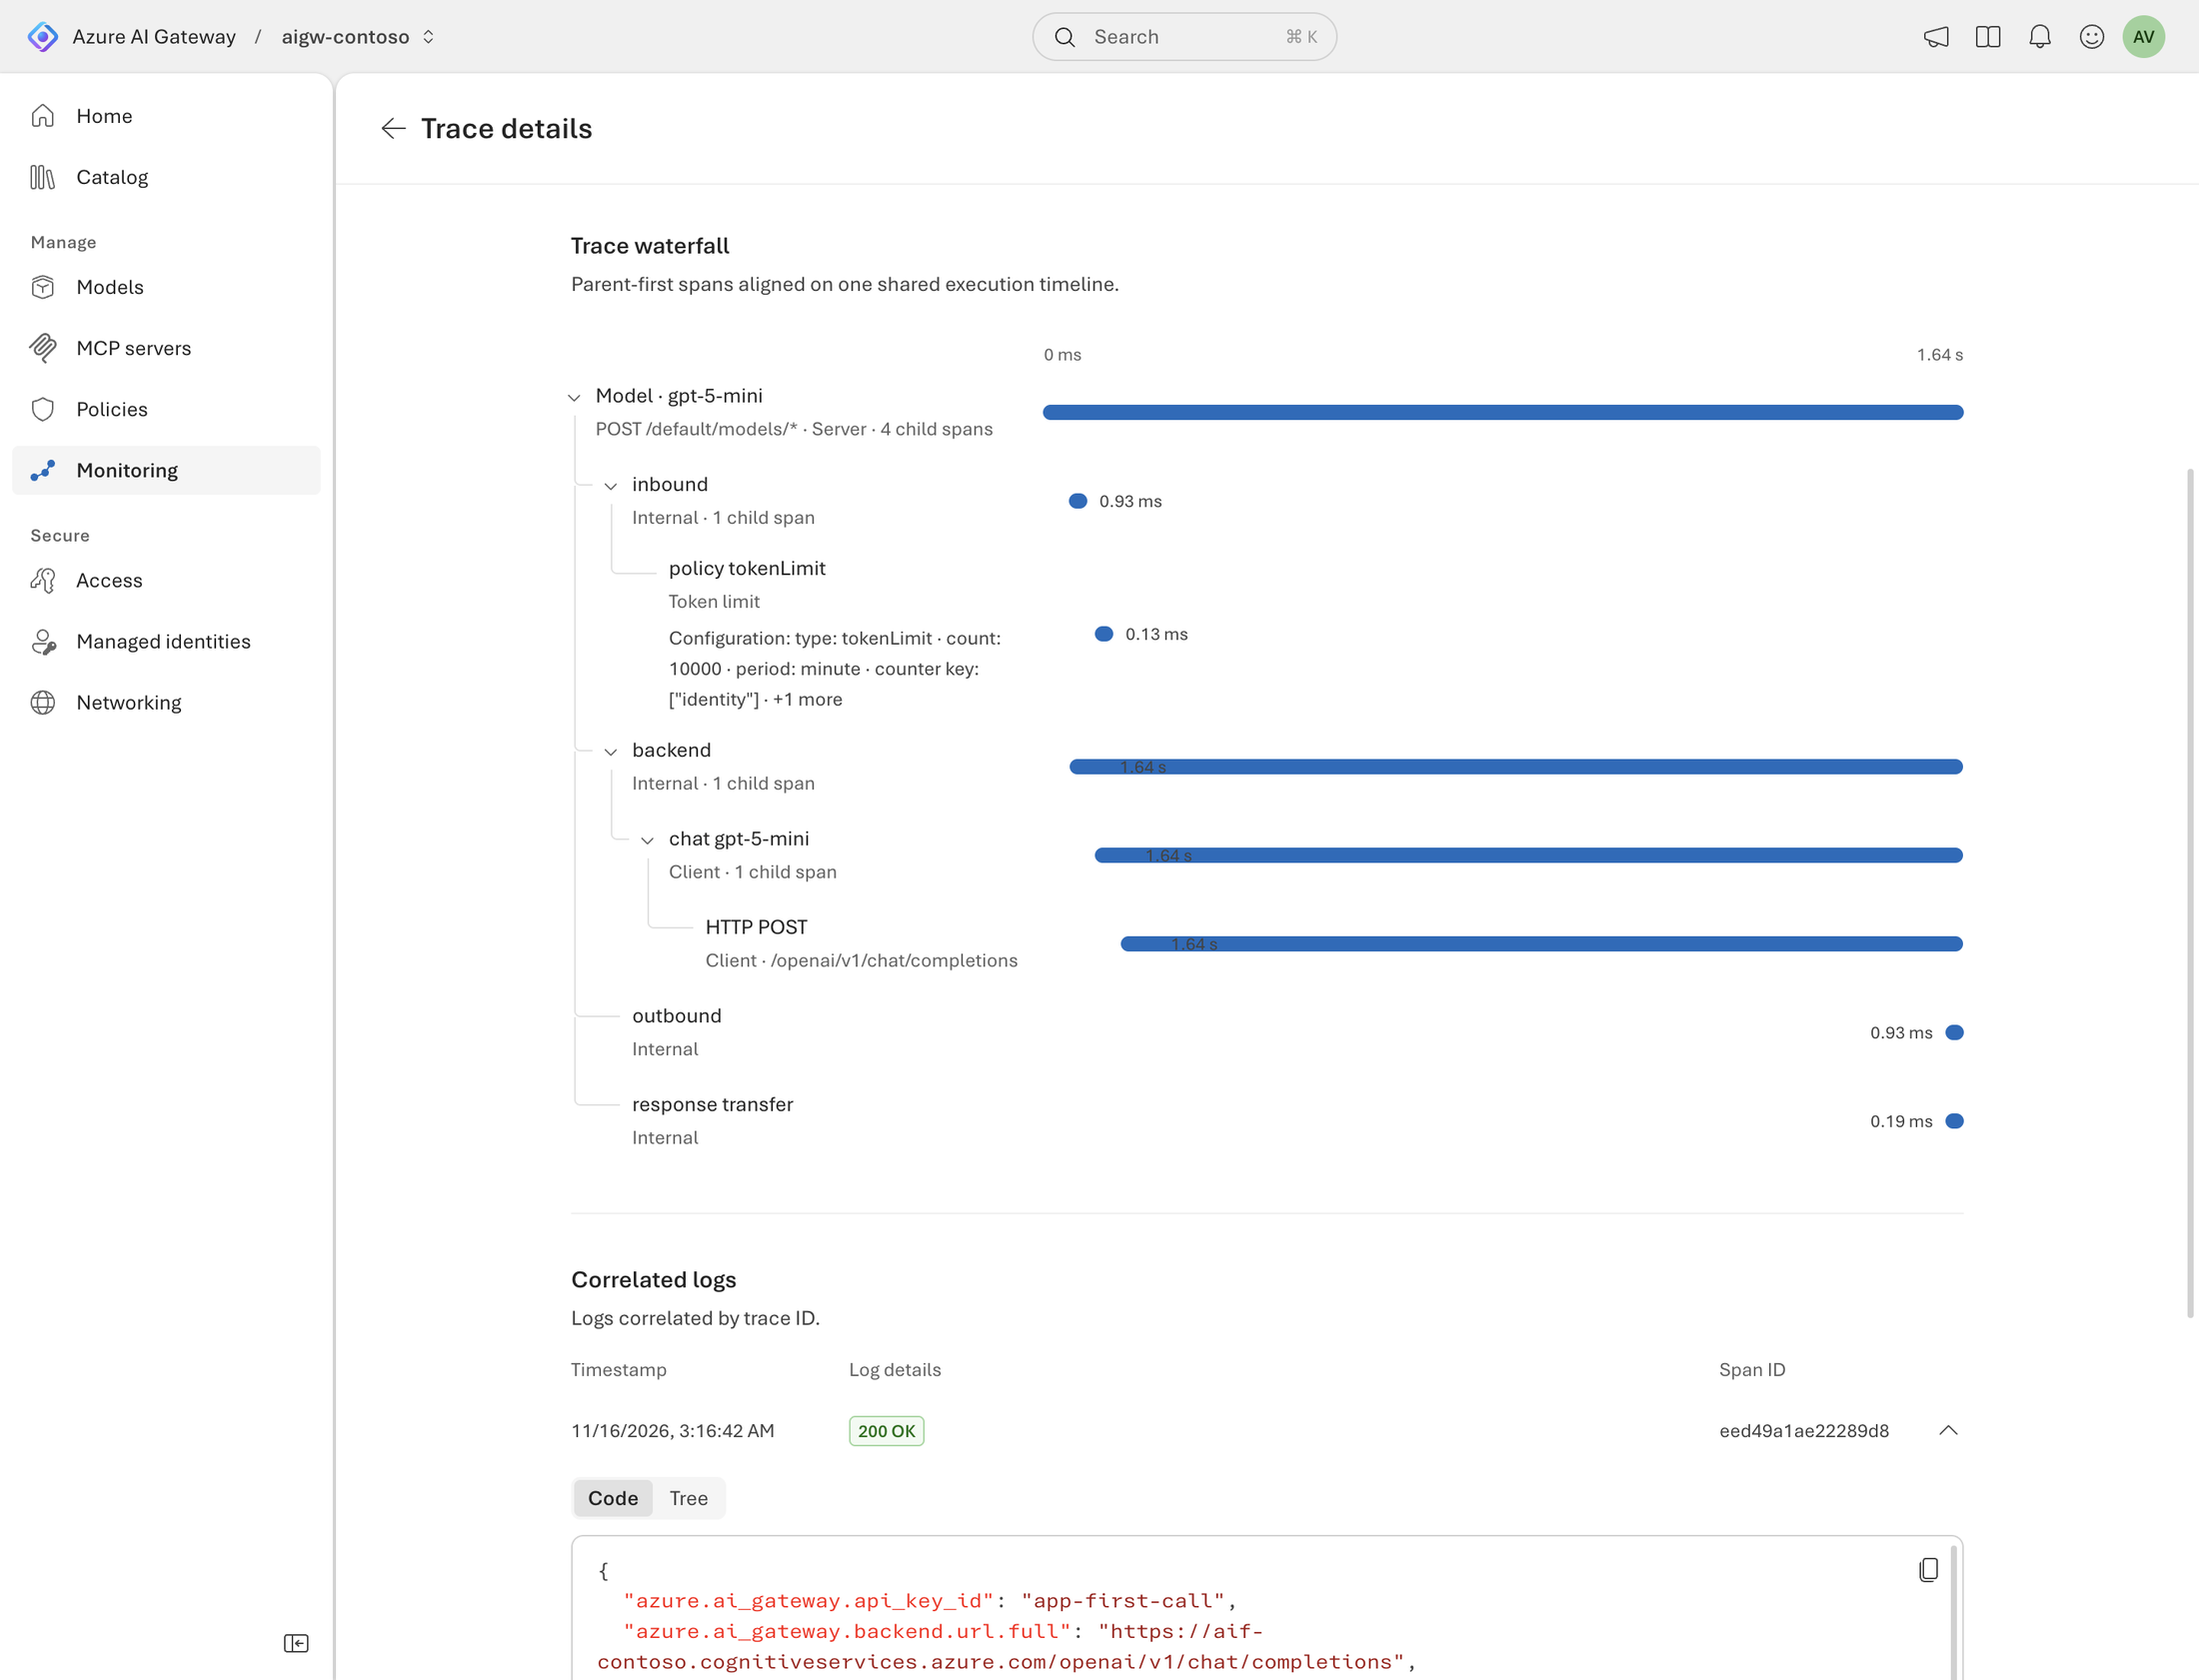 Azure AI Gateway / aigw-contoso
Search ⌘ K
AV
Home
Catalog
Manage
Models
MCP servers
Policies
Monitoring
Secure
Access
Managed identities
Networking
Trace details
Trace waterfall
Parent-first spans aligned on one shared execution timeline.
0 ms 1.64 s
Model · gpt-5-mini
POST /default/models/* · Server · 4 child spans
inbound
Internal · 1 child span
0.93 ms
policy tokenLimit
Token limit
Configuration: type: tokenLimit · count:
10000 · period: minute · counter key:
["identity"] · +1 more
0.13 ms
backend
Internal · 1 child span
1.64 s
chat gpt-5-mini
Client · 1 child span
1.64 s
HTTP POST
Client · /openai/v1/chat/completions
1.64 s
outbound
Internal
0.93 ms
response transfer
Internal
0.19 ms
Correlated logs
Logs correlated by trace ID.
Timestamp Log details Span ID
11/16/2026, 3:16:42 AM 200 OK eed49a1ae22289d8
Code Tree
{
"azure.ai_gateway.api_key_id": "app-first-call",
"azure.ai_gateway.backend.url.full": "https://aif-
contoso.cognitiveservices.azure.com/openai/v1/chat/completions",